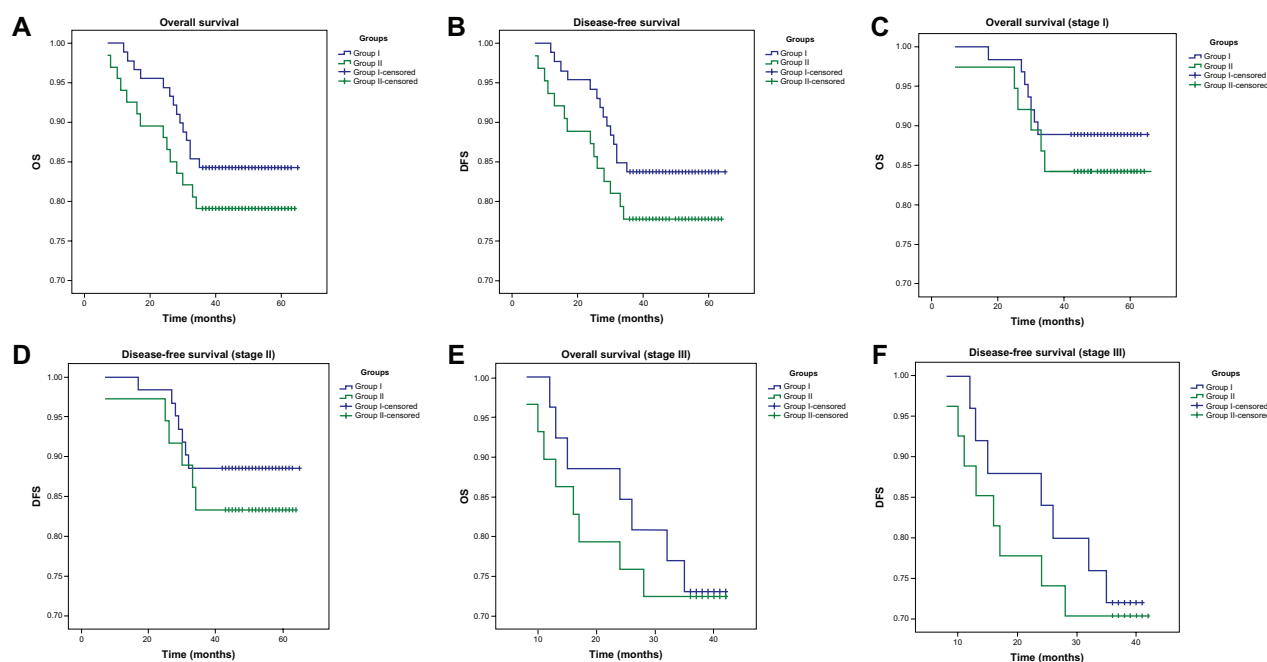 A
Overall survival
OS
1.00
0.95
0.90
0.85
0.80
0.75
0.70
0
20
40
60
Time (months)
Groups
Group I
Group II
Group I-censored
Group II-censored
B
Disease-free survival
DFS
1.00
0.95
0.90
0.85
0.80
0.75
0.70
0
20
40
60
Time (months)
Groups
Group I
Group II
Group I-censored
Group II-censored
C
Overall survival (stage I)
OS
1.00
0.95
0.90
0.85
0.80
0.75
0.70
0
20
40
60
Time (months)
Groups
Group I
Group II
Group I-censored
Group II-censored
D
Disease-free survival (stage II)
DFS
1.00
0.95
0.90
0.85
0.80
0.75
0.70
0
20
40
60
Time (months)
Groups
Group I
Group II
Group I-censored
Group II-censored
E
Overall survival (stage III)
OS
1.00
0.95
0.90
0.85
0.80
0.75
0.70
10
20
30
40
Time (months)
Groups
Group I
Group II
Group I-censored
Group II-censored
F
Disease-free survival (stage III)
DFS
1.00
0.95
0.90
0.85
0.80
0.75
0.70
10
20
30
40
Time (months)
Groups
Group I
Group II
Group I-censored
Group II-censored